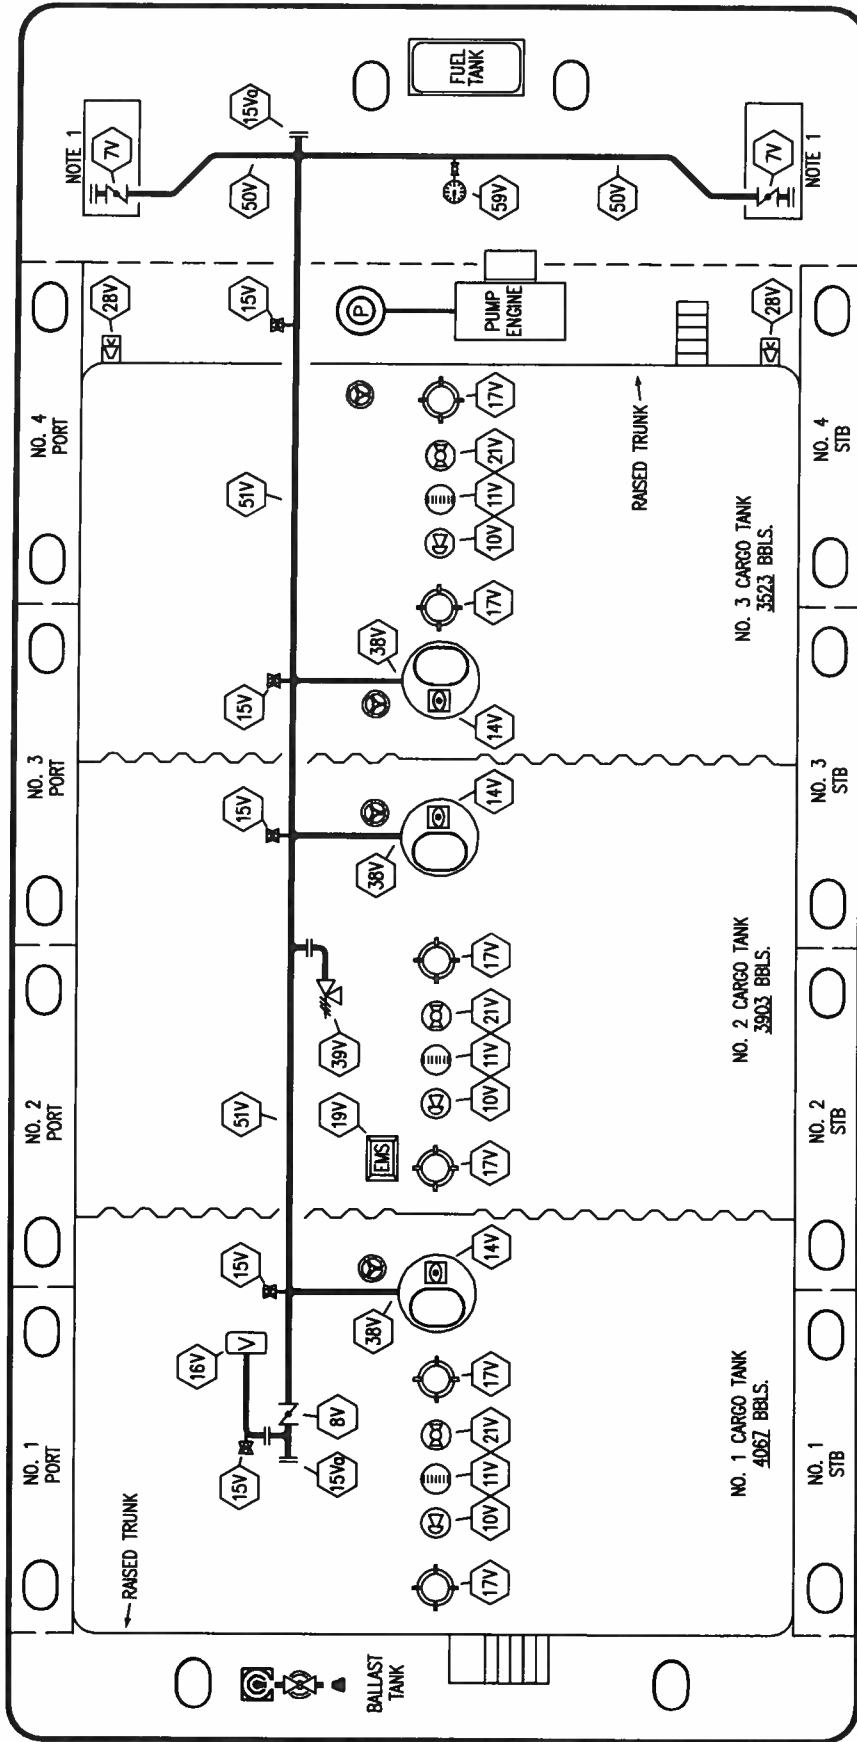 NO. 1
PORT
NO. 2
PORT
NO. 3
PORT
NO. 4
PORT
NOTE 1
7V
← RAISED TRUNK
28V
16V
V
15V
15V
15V
15V
15V
15Va
8V
15Va
51V
51V
50V
39V
19V
EMS
BALLAST
TANK
38V
38V
38V
P
14V
14V
14V
17V
10V
11V
21V
17V
17V
10V
11V
21V
17V
17V
10V
11V
21V
17V
PUMP
ENGINE
59V
FUEL
TANK
50V
RAISED TRUNK →
28V
7V
NOTE 1
NO. 1 CARGO TANK
4067 BBLS.
NO. 2 CARGO TANK
3903 BBLS.
NO. 3 CARGO TANK
3523 BBLS.
NO. 1
STB
NO. 2
STB
NO. 3
STB
NO. 4
STB